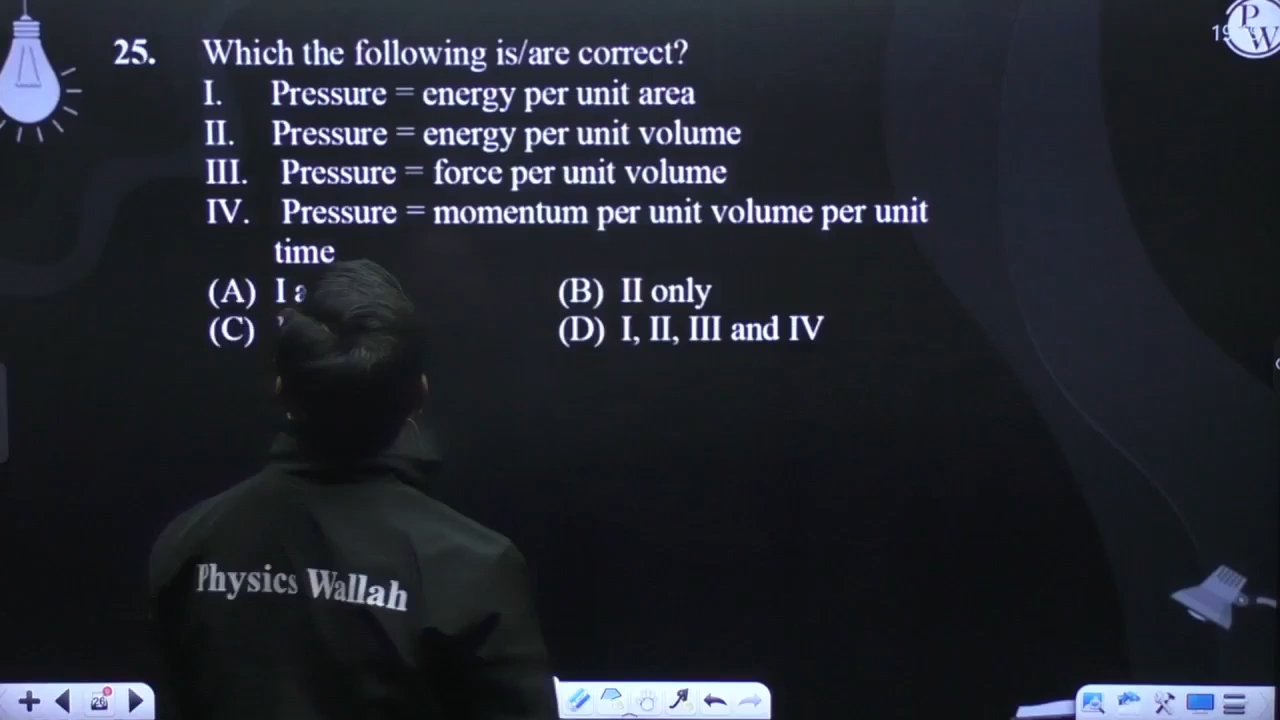 25. Which the following is/are correct?
I. Pressure = energy per unit area
II. Pressure = energy per unit volume
III. Pressure = force per unit volume
IV. Pressure = momentum per unit volume per unit
time
(A) I
(B) II only
(C)
(D) I, II, III and IV
Physics Wallah
P
W